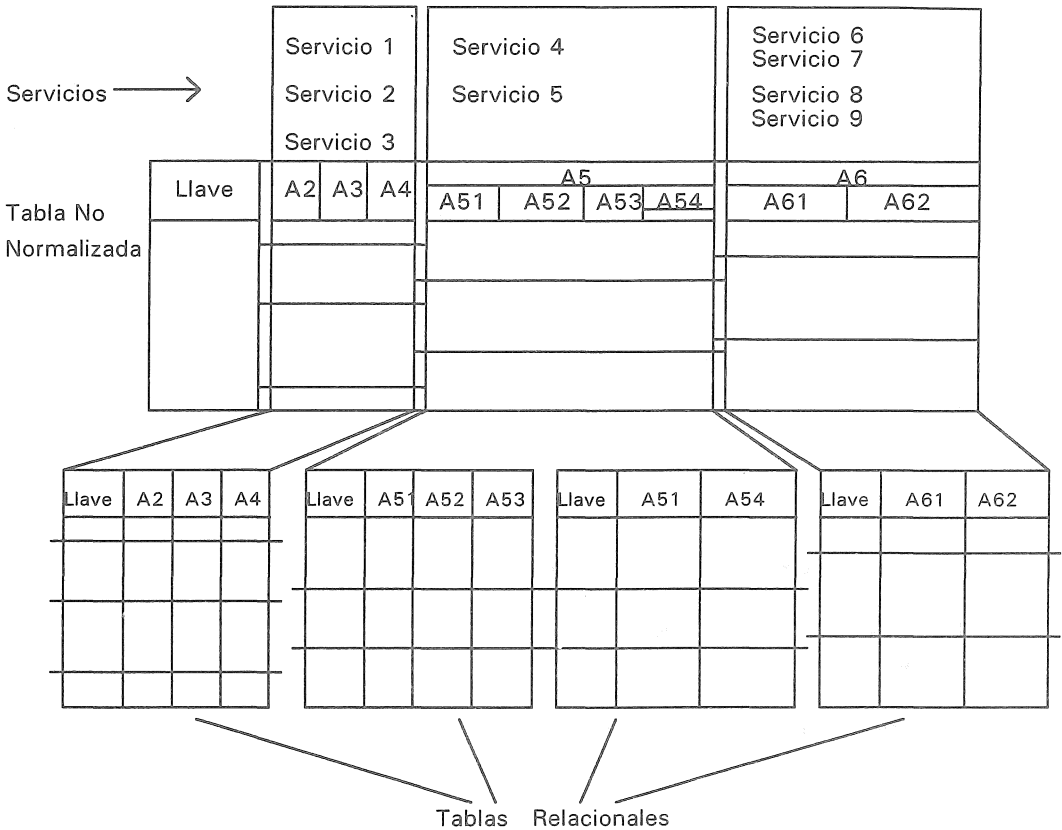 Servicios
Servicio 1
Servicio 2
Servicio 3
Servicio 4
Servicio 5
Servicio 6
Servicio 7
Servicio 8
Servicio 9
Tabla No
Normalizada
Llave A2 A3 A4
A5
A51 A52 A53 A54
A6
A61 A62
Llave A2 A3 A4
Llave A51 A52 A53
Llave A51 A54
Llave A61 A62
Tablas Relacionales